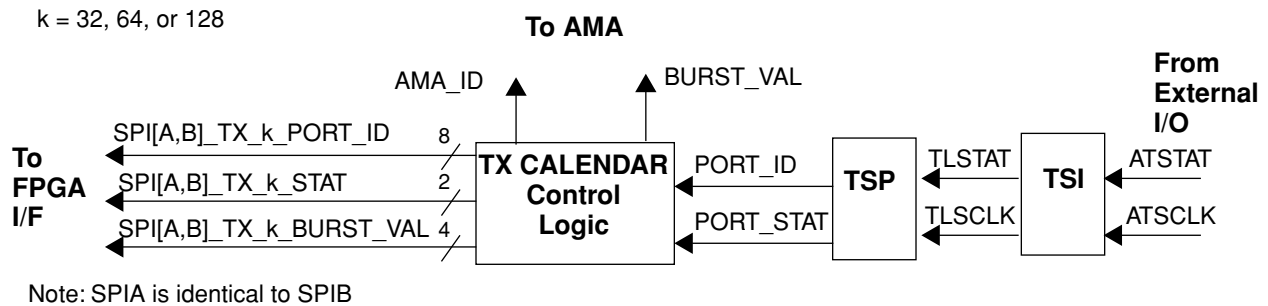 k = 32, 64, or 128
To AMA
AMA_ID
BURST_VAL
From
External
I/O
To
FPGA
I/F
SPI[A,B]_TX_k_PORT_ID
8
SPI[A,B]_TX_k_STAT
2
SPI[A,B]_TX_k_BURST_VAL
4
TX CALENDAR
Control
Logic
PORT_ID
PORT_STAT
TSP
TLSTAT
TLSCLK
TSI
ATSTAT
ATSCLK
Note: SPIA is identical to SPIB